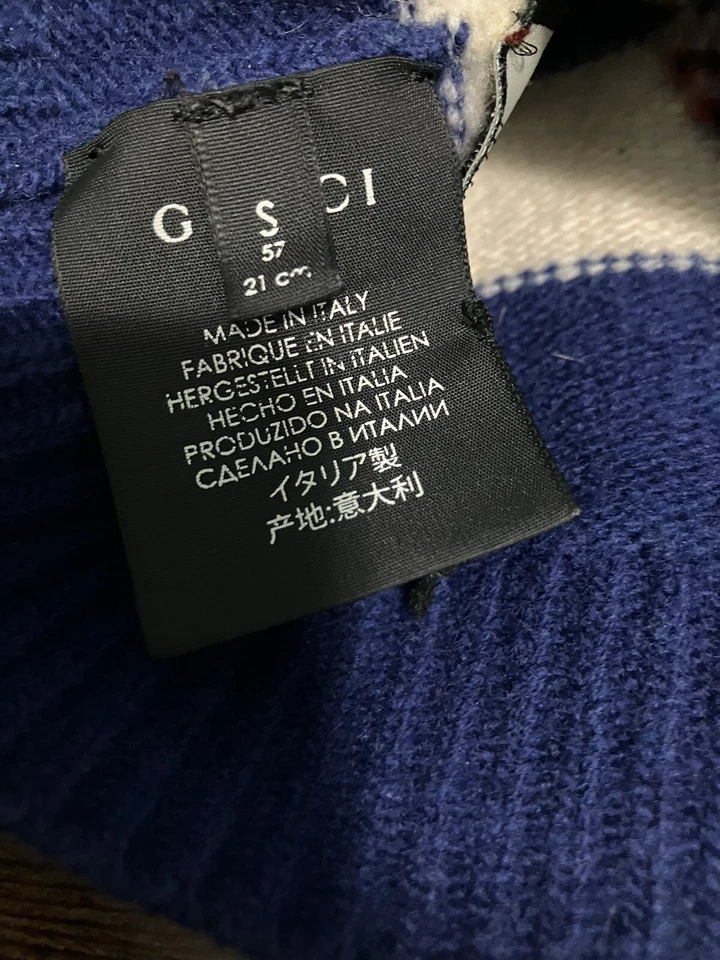 G CI
S
57
21 cm
MADE IN ITALY
FABRIQUE EN ITALIE
HERGESTELLT IN ITALIEN
HECHO EN ITALIA
PRODUZIDO NA ITALIA
СДЕЛАНО В ИТАЛИИ
イタリア製
产地:意大利